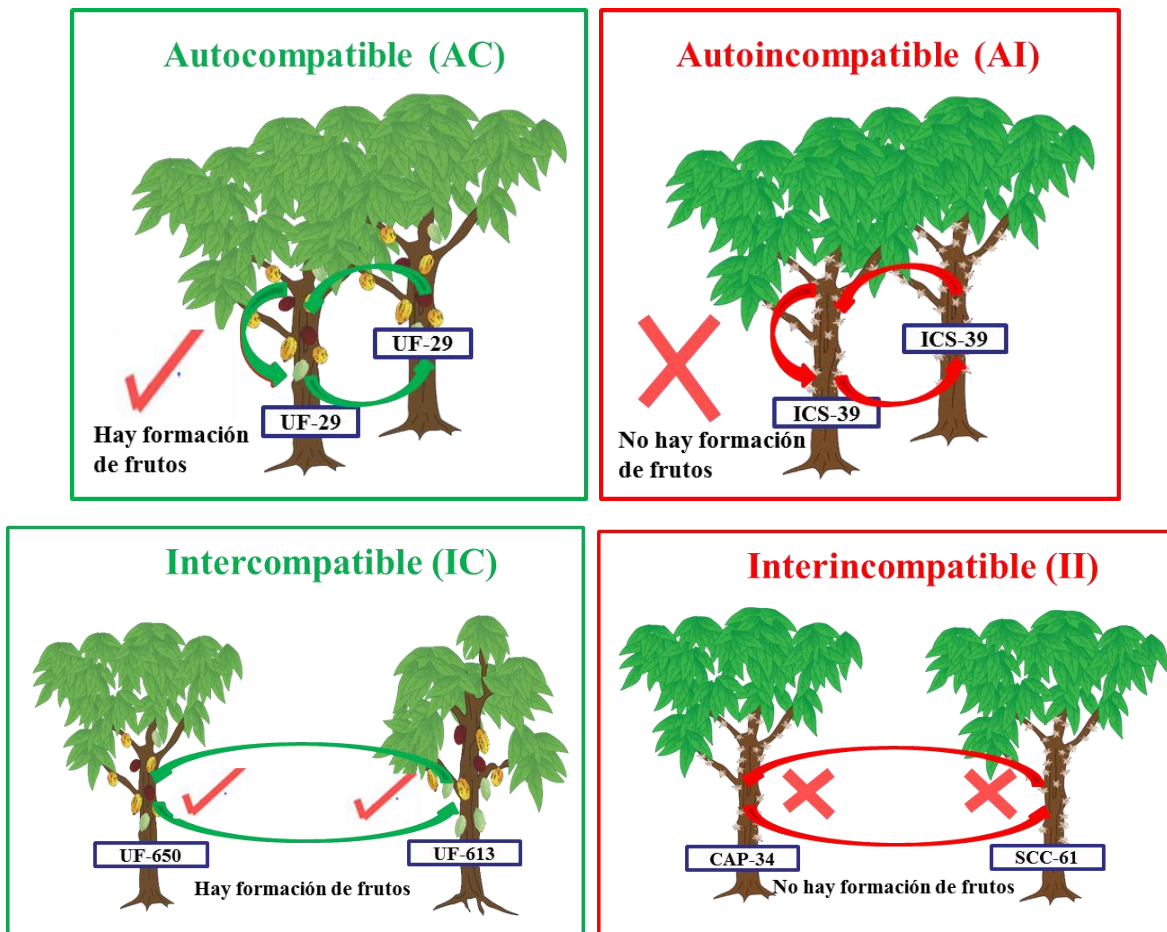 Autocompatible (AC)
UF-29
UF-29
Hay formación
de frutos
Autoincompatible (AI)
ICS-39
ICS-39
No hay formación
de frutos
Intercompatible (IC)
UF-650
UF-613
Hay formación de frutos
Interincompatible (II)
CAP-34
SCC-61
No hay formación de frutos